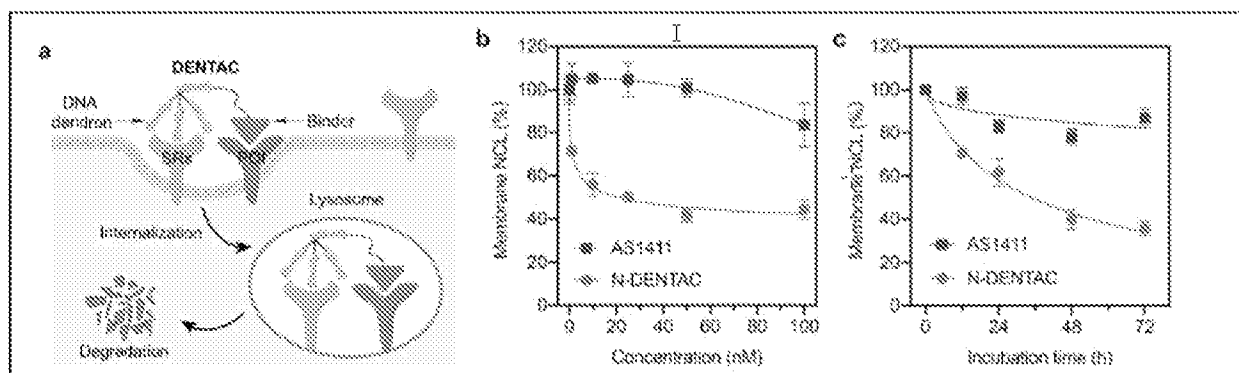 a
DENTAC
DNA
dendron
Binder
SRs
POI
Internalization
Lysosome
Degradation
b
Membrane NCL (%)
120
100
80
60
40
20
0
AS1411
N-DENTAC
0 20 40 60 80 100
Concentration (nM)
c
Membrane NCL (%)
120
100
80
60
40
20
0
AS1411
N-DENTAC
0 24 48 72
Incubation time (h)